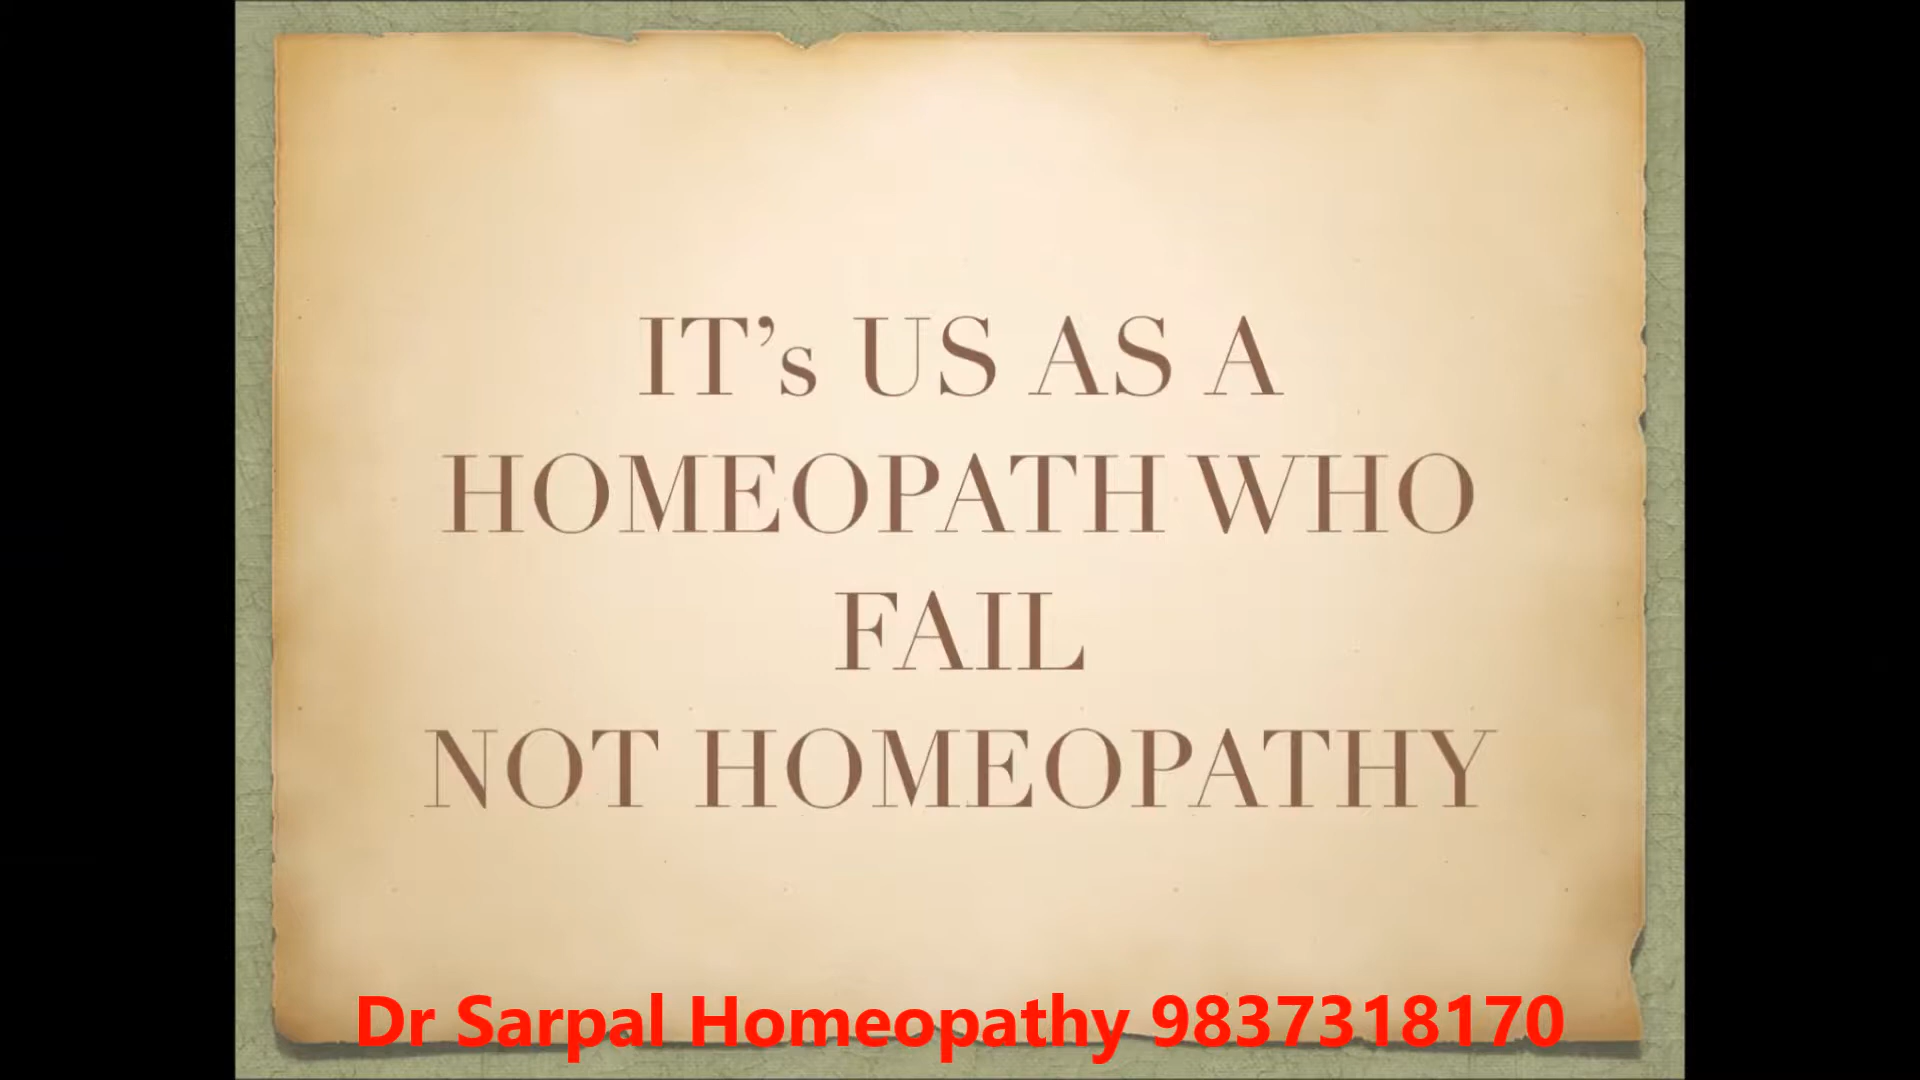 IT’s US AS A
HOMEOPATH WHO
FAIL
NOT HOMEOPATHY
Dr Sarpal Homeopathy 9837318170